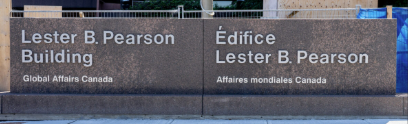 Lester B. Pearson
Building
Global Affairs Canada
Édifice
Lester B. Pearson
Affaires mondiales Canada